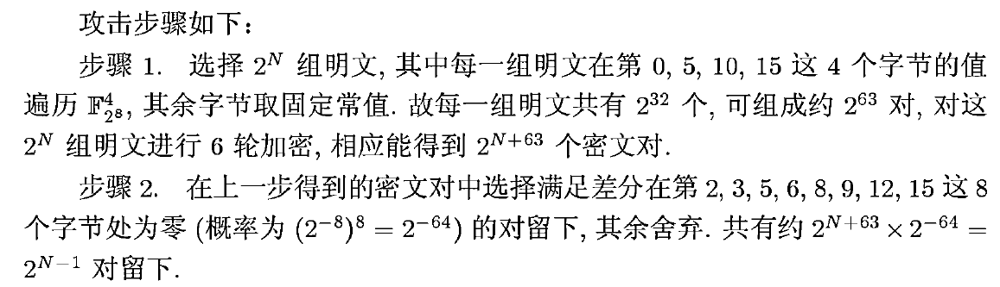 攻击步骤如下:
步骤 1. 选择 2^N 组明文, 其中每一组明文在第 0, 5, 10, 15 这 4 个字节的值
遍历 𝔽_{2^8}^4, 其余字节取固定常值. 故每一组明文共有 2^{32} 个, 可组成约 2^{63} 对, 对这
2^N 组明文进行 6 轮加密, 相应能得到 2^{N+63} 个密文对.
步骤 2. 在上一步得到的密文对中选择满足差分在第 2, 3, 5, 6, 8, 9, 12, 15 这 8
个字节处为零 (概率为 (2^{-8})^8 = 2^{-64}) 的对留下, 其余舍弃. 共有约 2^{N+63} × 2^{-64} =
2^{N-1} 对留下.